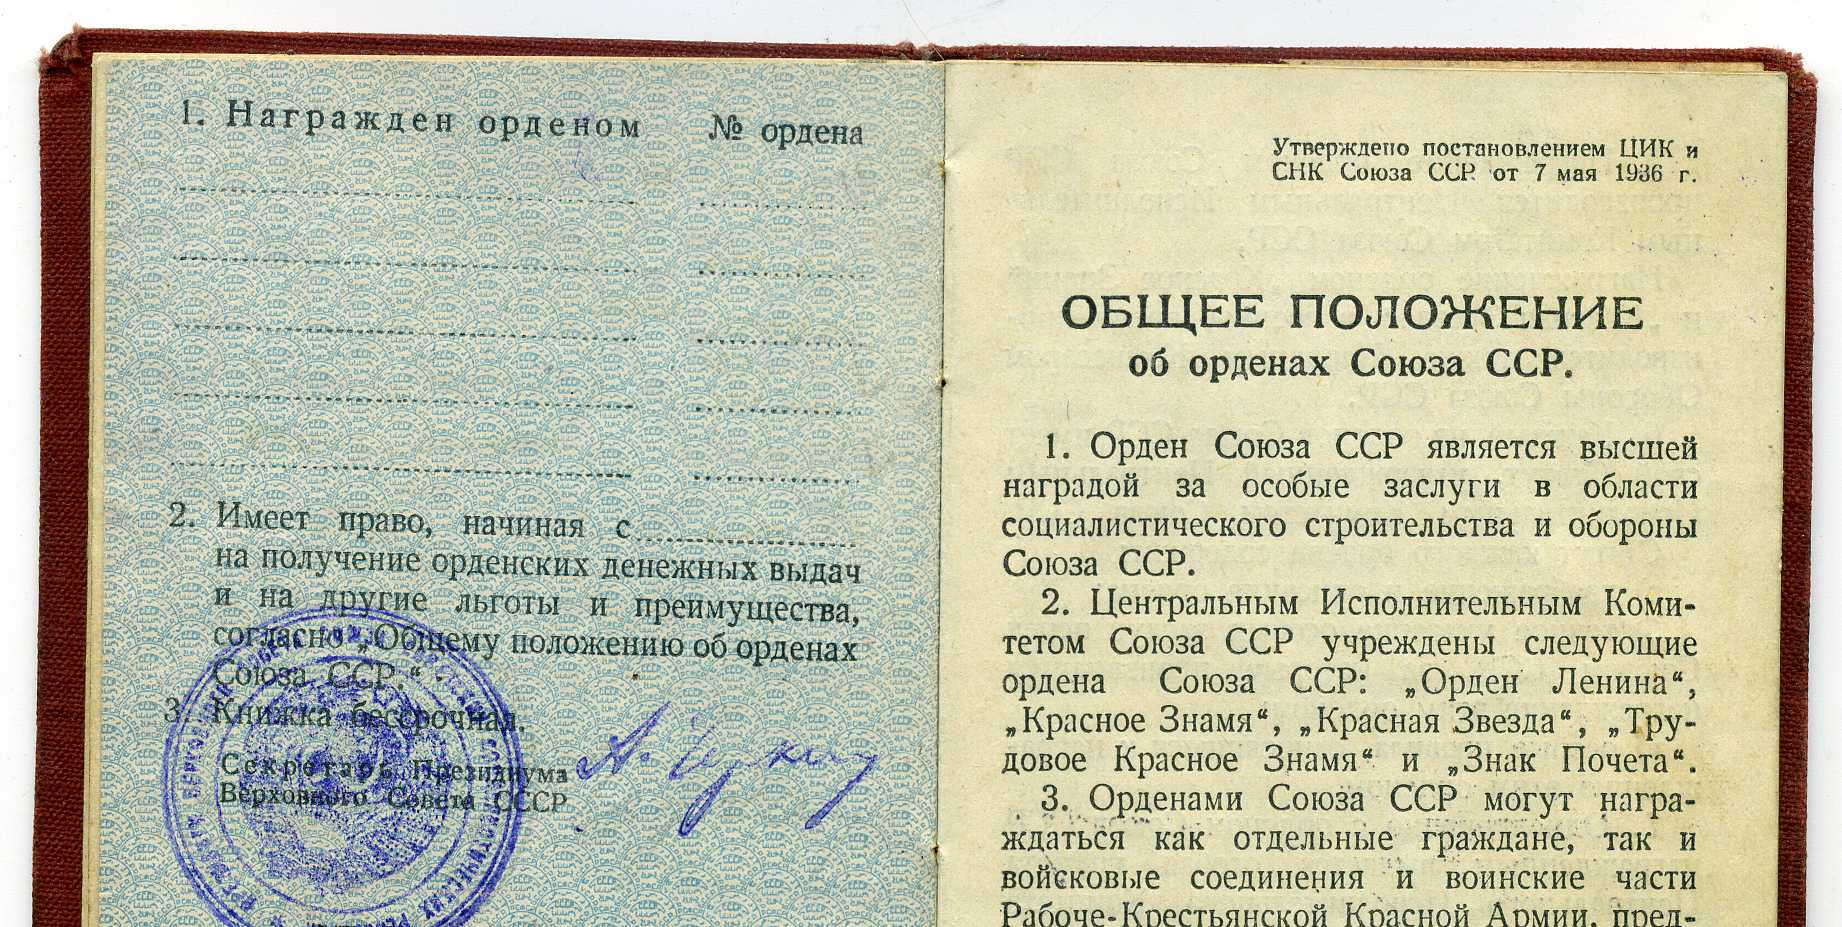 1. Награжден орденом № ордена
2. Имеет право, начиная с
на получение орденских денежных выдач
и на другие льготы и преимущества,
согласно „Общему положению об орденах
Союза ССР.“
3. Книжка бессрочная.
Секретарь Президиума
Верховного Совета СССР
Утверждено постановлением ЦИК и
СНК Союза ССР от 7 мая 1936 г.
ОБЩЕЕ ПОЛОЖЕНИЕ
об орденах Союза ССР.
1. Орден Союза ССР является высшей
наградой за особые заслуги в области
социалистического строительства и обороны
Союза ССР.
2. Центральным Исполнительным Коми-
тетом Союза ССР учреждены следующие
ордена Союза ССР: „Орден Ленина“,
„Красное Знамя“, „Красная Звезда“, „Тру-
довое Красное Знамя“ и „Знак Почета“.
3. Орденами Союза ССР могут награ-
ждаться как отдельные граждане, так и
войсковые соединения и воинские части
Рабоче-Крестьянской Красной Армии, пред-